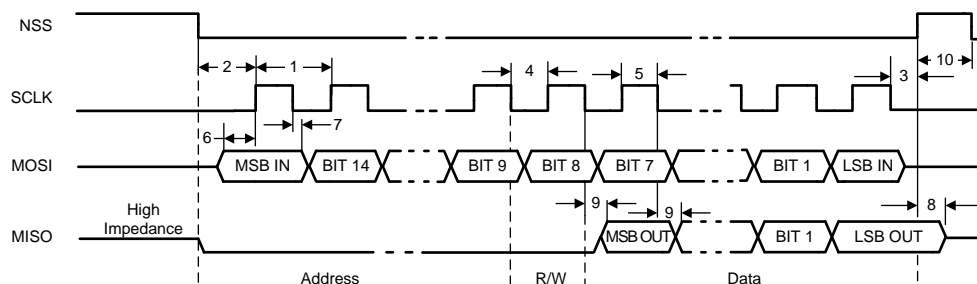 NSS
2
1
4
5
3
10
SCLK
6
7
MOSI
MSB IN
BIT 14
BIT 9
BIT 8
BIT 7
BIT 1
LSB IN
9
9
8
High
Impedance
MISO
MSB OUT
BIT 1
LSB OUT
Address
R/W
Data